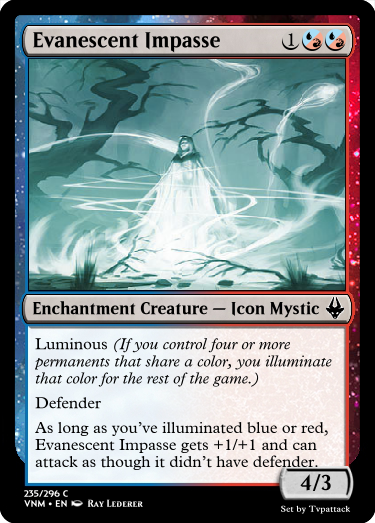 Evanescent Impasse 1
Enchantment Creature — Icon Mystic
Luminous (If you control four or more
permanents that share a color, you illuminate
that color for the rest of the game.)
Defender
As long as you've illuminated blue or red,
Evanescent Impasse gets +1/+1 and can
attack as though it didn't have defender.
4/3
235/296 C
VNM • EN Ray Lederer
Set by Tvpattack